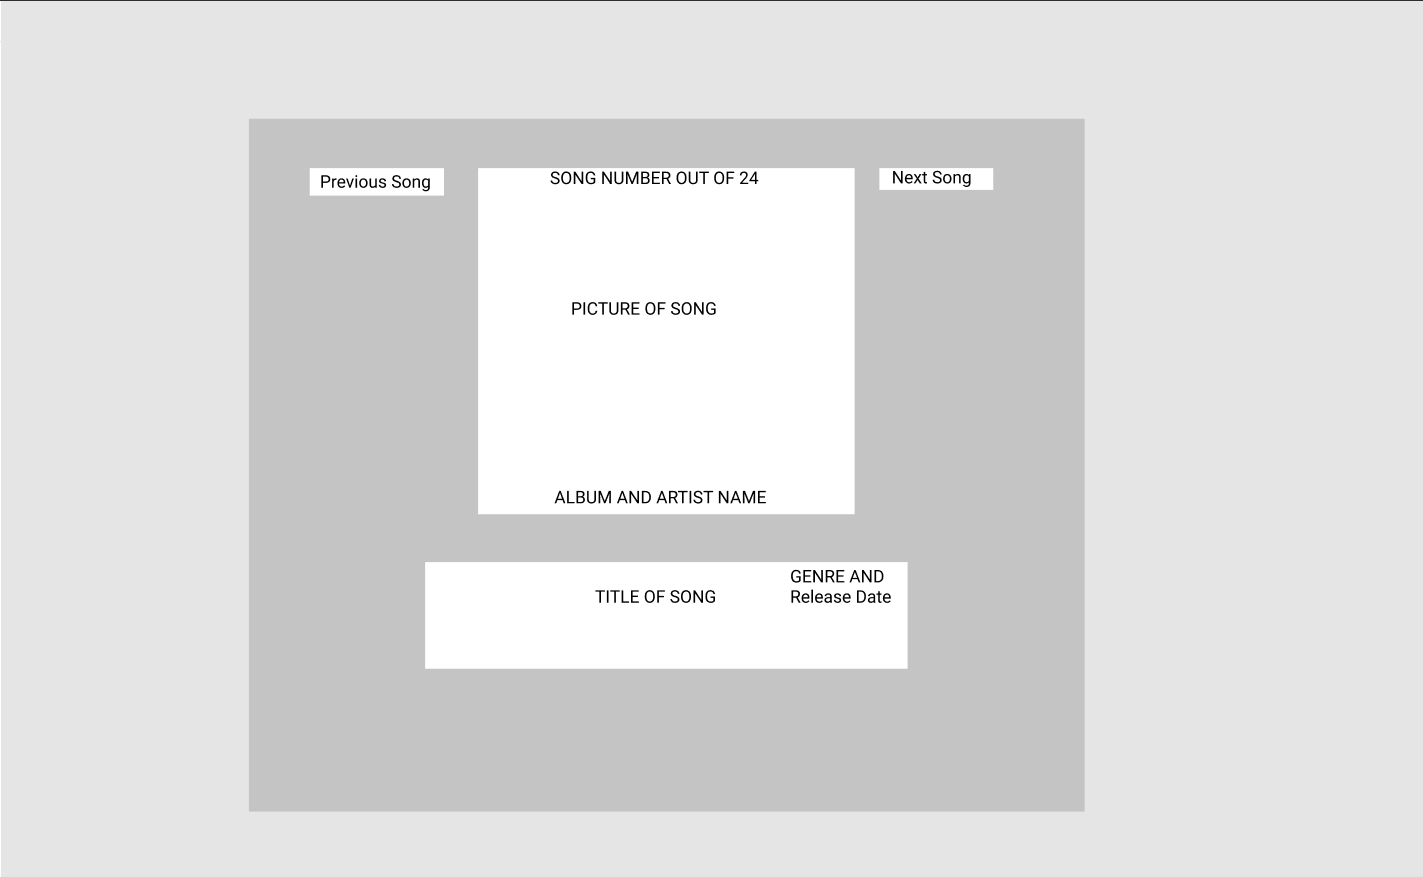 Previous Song
SONG NUMBER OUT OF 24
Next Song
PICTURE OF SONG
ALBUM AND ARTIST NAME
TITLE OF SONG
GENRE AND
Release Date